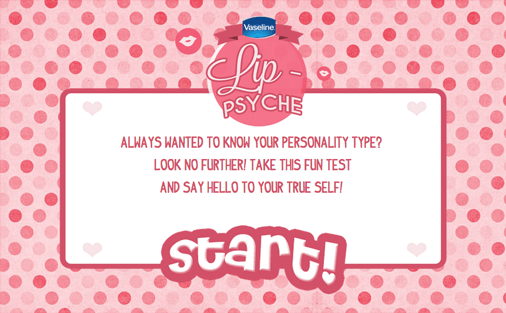 Vaseline
Lip -
PSYCHE
ALWAYS WANTED TO KNOW YOUR PERSONALITY TYPE?
LOOK NO FURTHER! TAKE THIS FUN TEST
AND SAY HELLO TO YOUR TRUE SELF!
start!